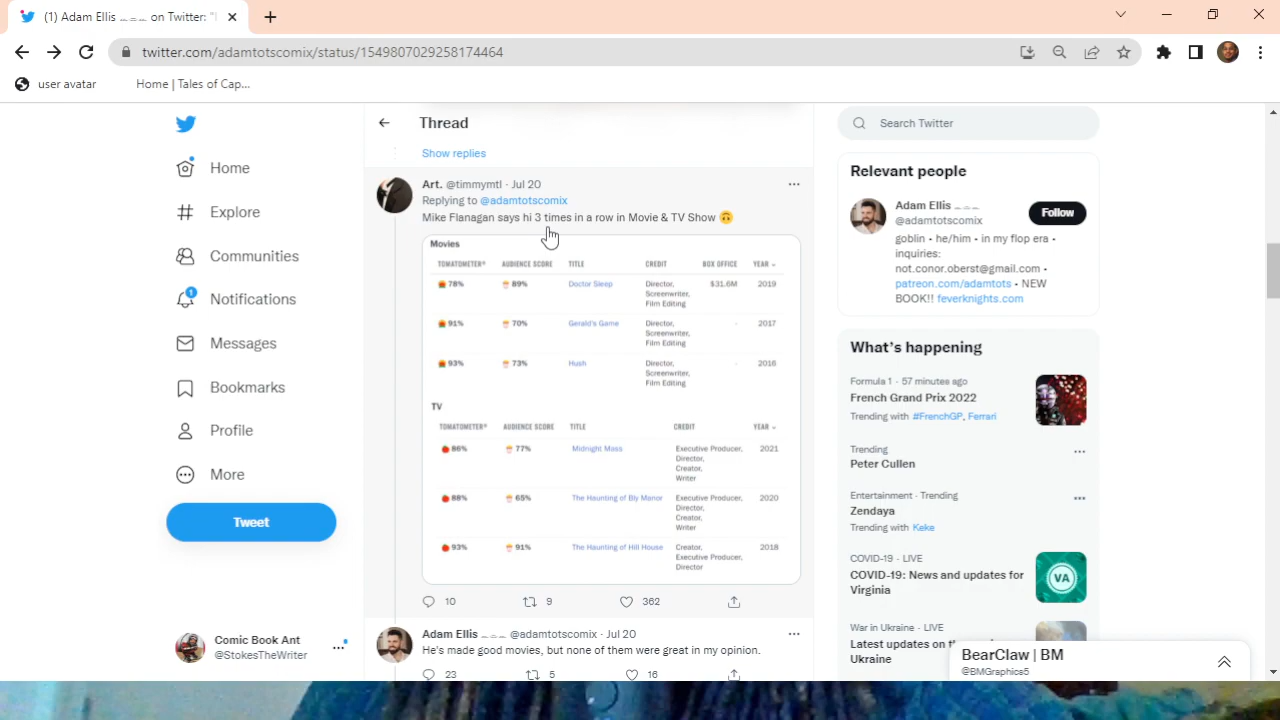 (1) Adam Ellis on Twitter: "
twitter.com/adamtotscomix/status/1549807029258174464
user avatar
Home | Tales of Cap...
Home
Explore
Communities
1
Notifications
Messages
Bookmarks
Profile
More
Tweet
Comic Book Ant
@StokesTheWriter
Thread
Show replies
Art. @timmymtl · Jul 20
Replying to @adamtotscomix
Mike Flanagan says hi 3 times in a row in Movie & TV Show 🙃
Movies
TOMATOMETER® AUDIENCE SCORE TITLE CREDIT BOX OFFICE YEAR
78% 89% Doctor Sleep Director, $31.6M 2019
Screenwriter,
Film Editing
91% 70% Gerald's Game Director, - 2017
Screenwriter,
Film Editing
93% 73% Hush Director, - 2016
Screenwriter,
Film Editing
TV
TOMATOMETER® AUDIENCE SCORE TITLE CREDIT YEAR
86% 77% Midnight Mass Executive Producer, 2021
Director,
Creator,
Writer
88% 65% The Haunting of Bly Manor Executive Producer, 2020
Director,
Creator,
Writer
93% 91% The Haunting of Hill House Creator, 2018
Executive Producer,
Director
10 9 362
Adam Ellis @adamtotscomix · Jul 20
He's made good movies, but none of them were great in my opinion.
23 5 16
Search Twitter
Relevant people
Adam Ellis
@adamtotscomix
Follow
goblin • he/him • in my flop era •
inquiries:
not.conor.oberst@gmail.com •
patreon.com/adamtots • NEW
BOOK!! feverknights.com
What's happening
Formula 1 · 57 minutes ago
French Grand Prix 2022
Trending with #FrenchGP, Ferrari
Trending
Peter Cullen
Entertainment · Trending
Zendaya
Trending with Keke
COVID-19 · LIVE
COVID-19: News and updates for
Virginia
VA
War in Ukraine · LIVE
Latest updates on
Ukraine
BearClaw | BM
@BMGraphics5